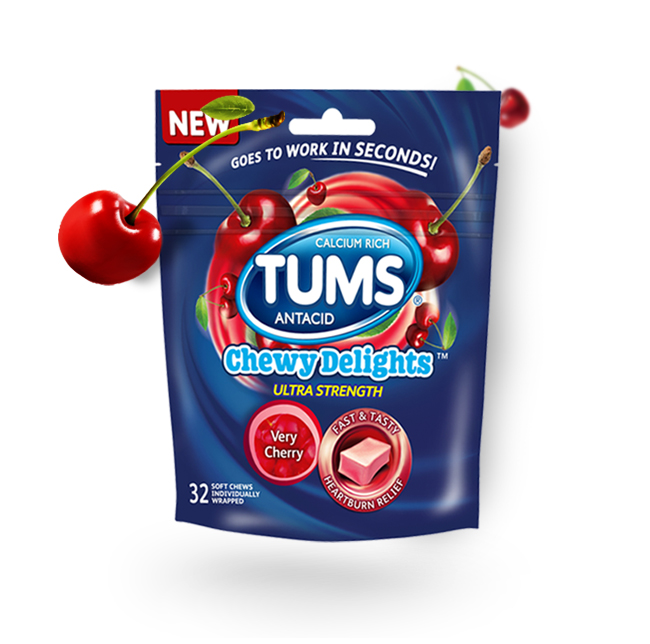 NEW
GOES TO WORK IN SECONDS!
CALCIUM RICH
TUMS®
ANTACID
Chewy Delights™
ULTRA STRENGTH
Very
Cherry
FAST & TASTY
HEARTBURN RELIEF
32 SOFT CHEWS
INDIVIDUALLY
WRAPPED